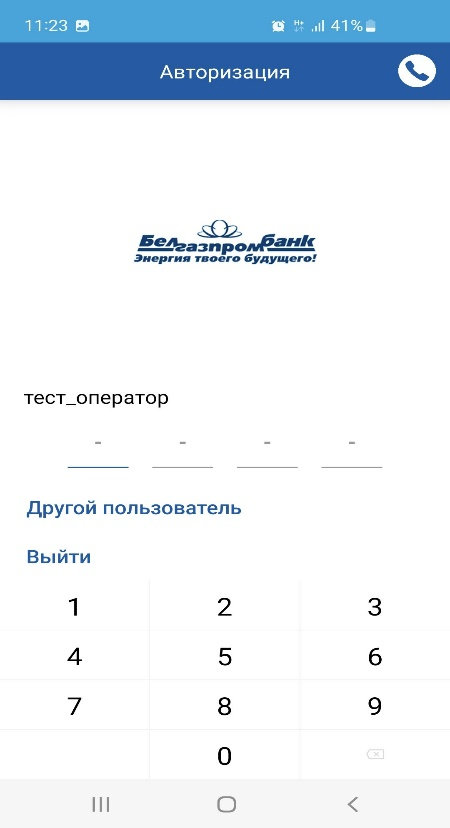 11:23 H+ 41%
Авторизация
Белгазпромбанк
Энергия твоего будущего!
тест_оператор
- - - -
Другой пользователь
Выйти
1 2 3
4 5 6
7 8 9
0